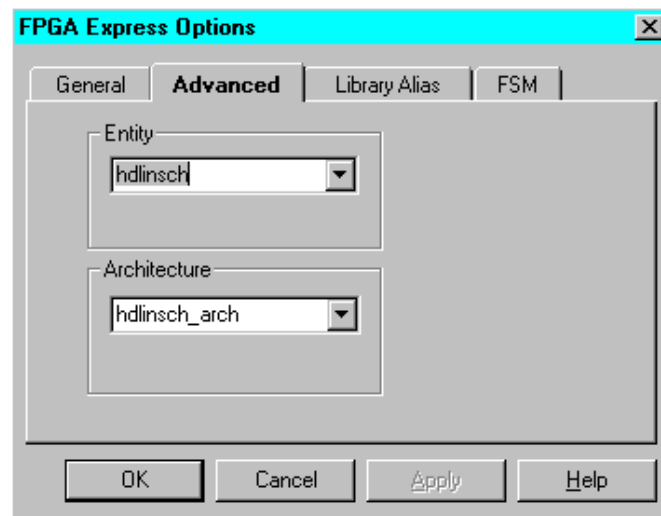 FPGA Express Options
General Advanced Library Alias FSM
Entity
hdlinsch
Architecture
hdlinsch_arch
OK Cancel Apply Help